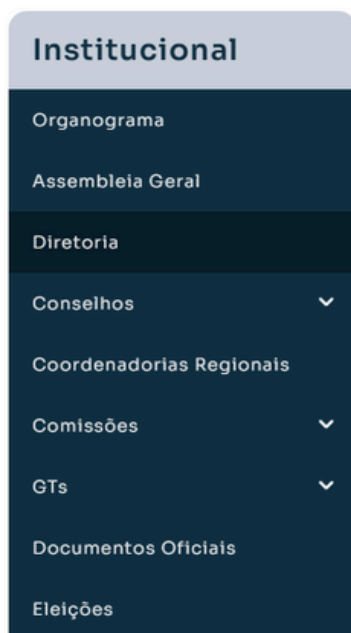 Institucional
Organograma
Assembleia Geral
Diretoria
Conselhos
Coordenadorias Regionais
Comissões
GTs
Documentos Oficiais
Eleições